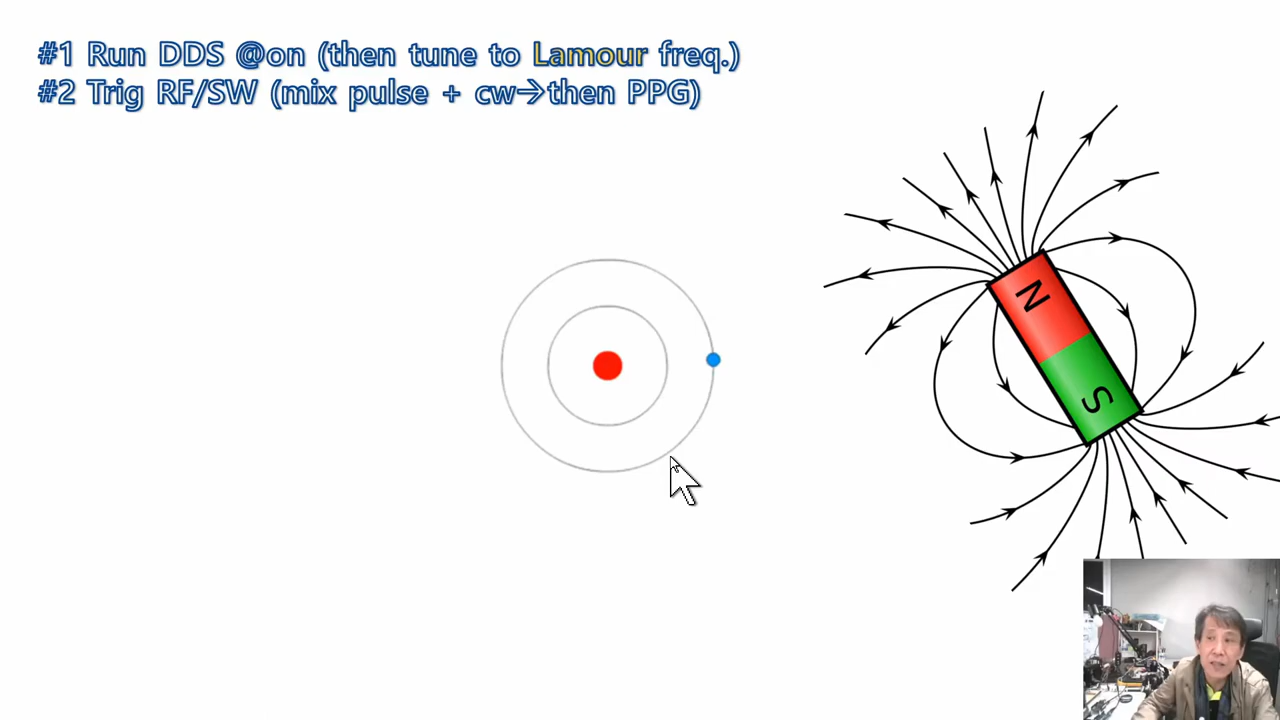 #1 Run DDS @on (then tune to Lamour freq.)
#2 Trig RF/SW (mix pulse + cw→then PPG)
N
S